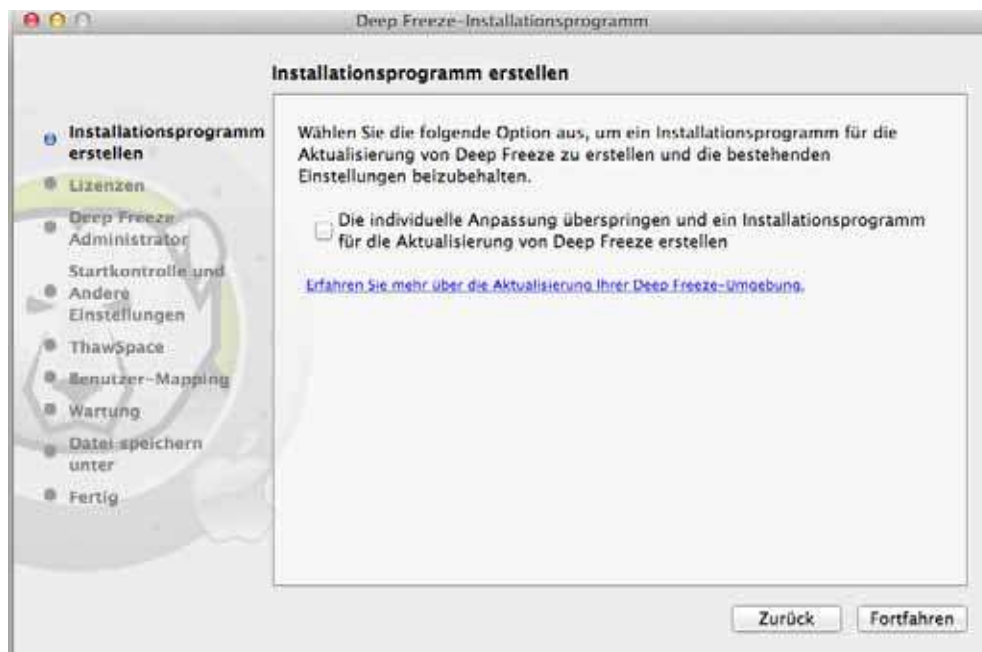 Deep Freeze-Installationsprogramm
Installationsprogramm erstellen
Installationsprogramm
erstellen
Lizenzen
Deep Freeze
Administrator
Startkontrolle und
Andere
Einstellungen
ThawSpace
Benutzer-Mapping
Wartung
Datei speichern
unter
Fertig
Wählen Sie die folgende Option aus, um ein Installationsprogramm für die
Aktualisierung von Deep Freeze zu erstellen und die bestehenden
Einstellungen beizubehalten.
Die individuelle Anpassung überspringen und ein Installationsprogramm
für die Aktualisierung von Deep Freeze erstellen
Erfahren Sie mehr über die Aktualisierung Ihrer Deep Freeze-Umgebung.
Zurück
Fortfahren